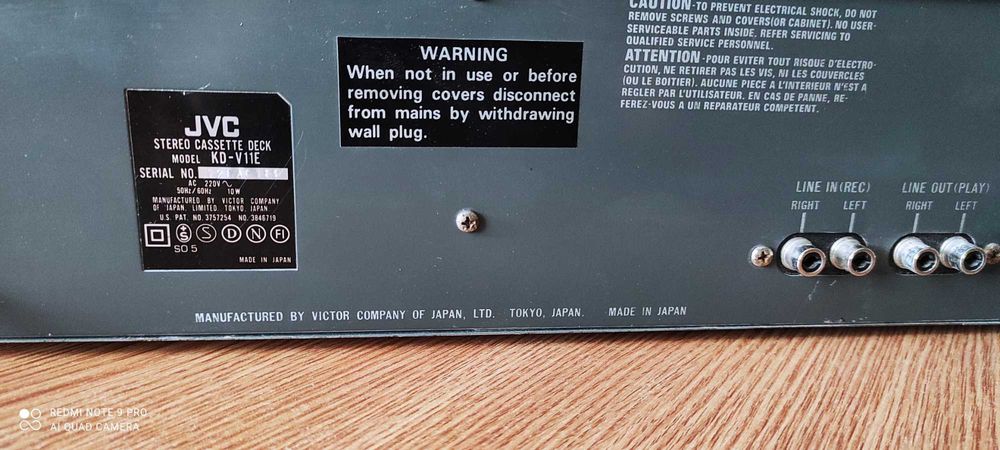 CAUTION-TO PREVENT ELECTRICAL SHOCK, DO NOT
REMOVE SCREWS AND COVERS(OR CABINET). NO USER-
SERVICEABLE PARTS INSIDE. REFER SERVICING TO
QUALIFIED SERVICE PERSONNEL.
ATTENTION-POUR EVITER TOUT RISQUE D'ELECTRO-
CUTION, NE RETIRER PAS LES VIS, NI LES COUVERCLES
(OU LE BOITIER). AUCUNE PIECE A L'INTERIEUR N'EST A
REGLER PAR L'UTILISATEUR. EN CAS DE PANNE, RE-
FEREZ-VOUS A UN REPARATEUR COMPETENT.
WARNING
When not in use or before
removing covers disconnect
from mains by withdrawing
wall plug.
JVC
STEREO CASSETTE DECK
MODEL KD-V11E
SERIAL NO.
AC 220V~
50Hz/60Hz 10W
MANUFACTURED BY VICTOR COMPANY
OF JAPAN, LIMITED. TOKYO, JAPAN
U.S. PAT. NO. 3757254 NO. 3846719
S S D N FI
SO 5
MADE IN JAPAN
LINE IN(REC) LINE OUT(PLAY)
RIGHT LEFT RIGHT LEFT
MANUFACTURED BY VICTOR COMPANY OF JAPAN, LTD. TOKYO, JAPAN. MADE IN JAPAN
REDMI NOTE 9 PRO
AI QUAD CAMERA